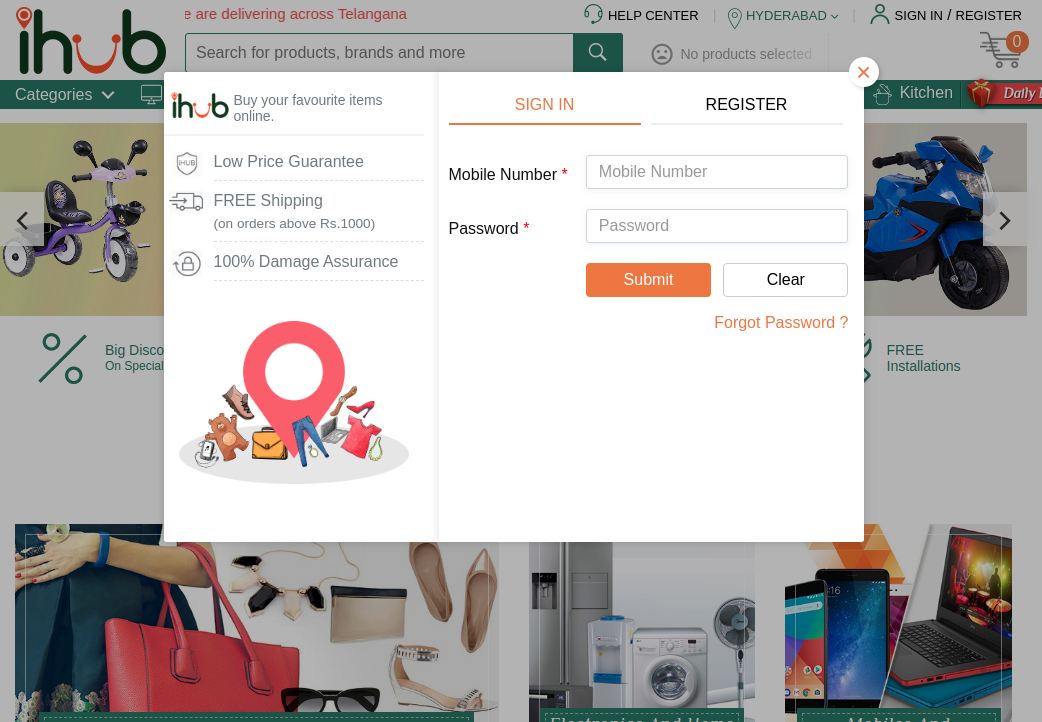 e are delivering across Telangana
HELP CENTER
HYDERABAD
SIGN IN / REGISTER
ihub
Search for products, brands and more
No products selected
0
Categories
Kitchen
Daily
ihub
Buy your favourite items
online.
IHUB
Low Price Guarantee
FREE Shipping
(on orders above Rs.1000)
100% Damage Assurance
SIGN IN
REGISTER
Mobile Number *
Mobile Number
Password *
Password
Submit
Clear
Forgot Password ?
Big Disco
On Special
FREE
Installations
Electronics And Home
Mobiles And